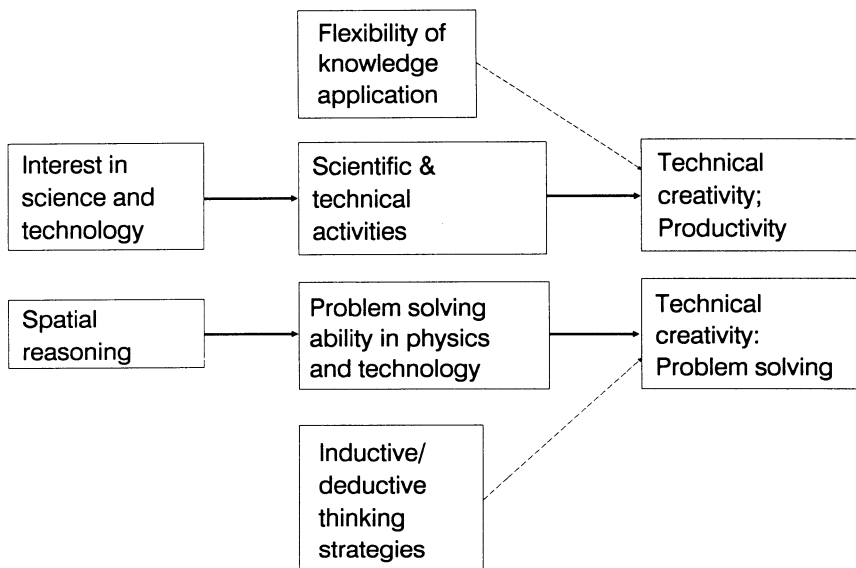 Flexibility of
knowledge
application
Interest in
science and
technology
Scientific &
technical
activities
Technical
creativity;
Productivity
Spatial
reasoning
Problem solving
ability in physics
and technology
Technical
creativity:
Problem solving
Inductive/
deductive
thinking
strategies